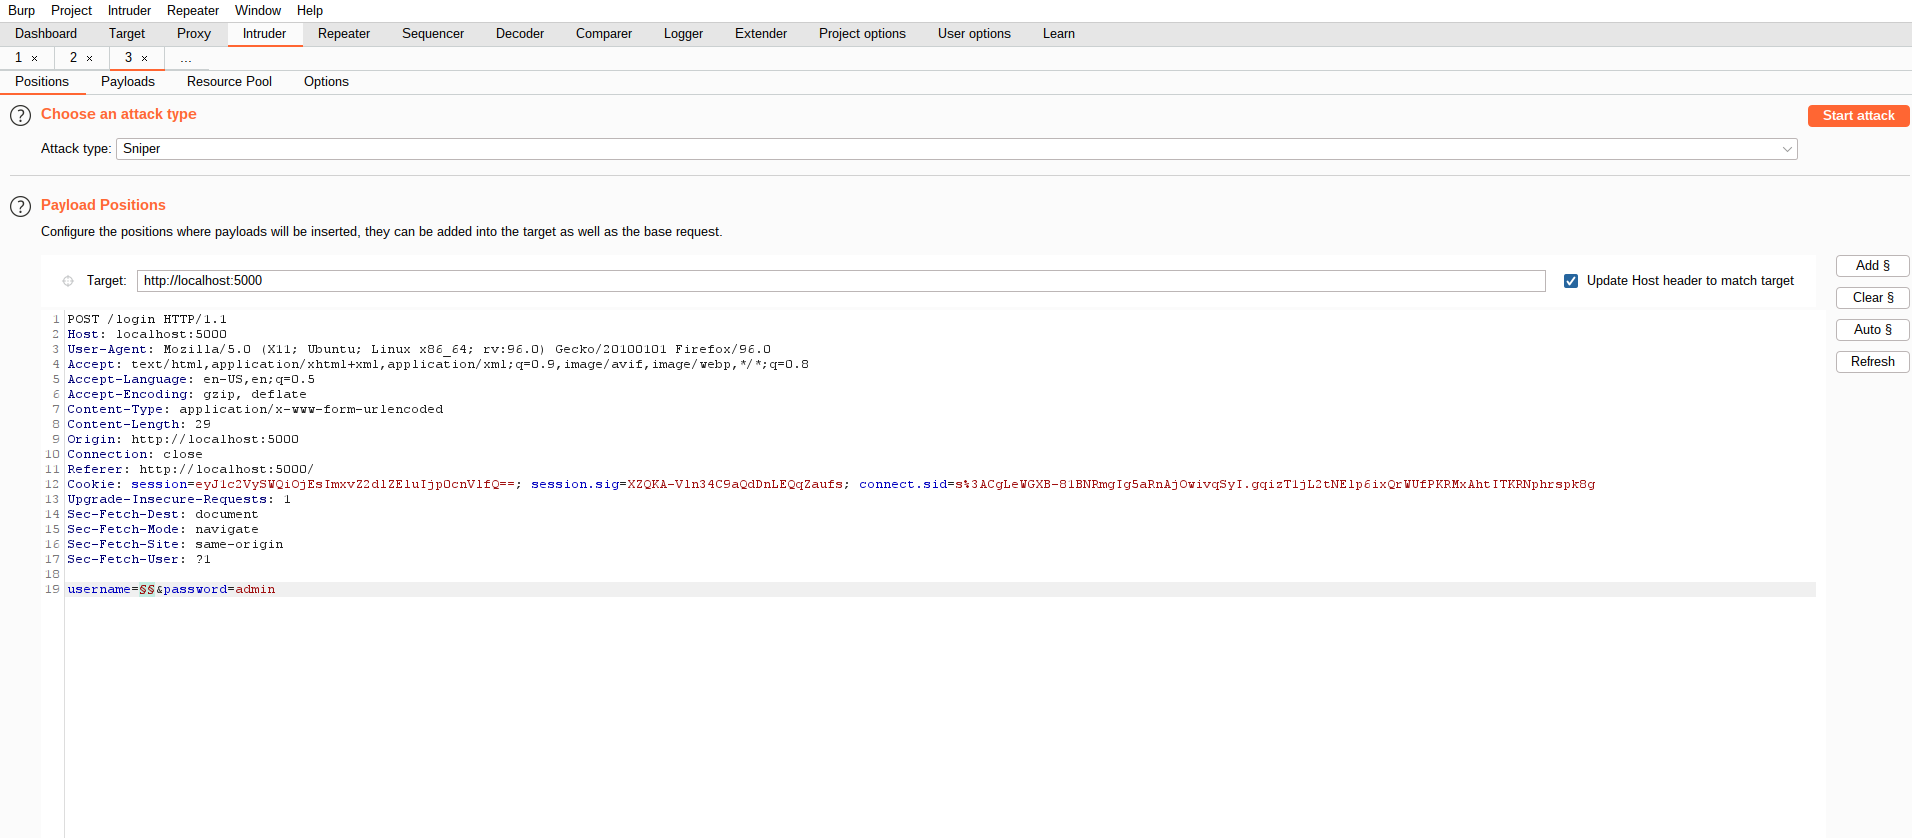 Burp Project Intruder Repeater Window Help
Dashboard Target Proxy Intruder Repeater Sequencer Decoder Comparer Logger Extender Project options User options Learn
1 × 2 × 3 × ...
Positions Payloads Resource Pool Options
? Choose an attack type Start attack
Attack type: Sniper
? Payload Positions
Configure the positions where payloads will be inserted, they can be added into the target as well as the base request.
Target: http://localhost:5000 Update Host header to match target
Add §
Clear §
Auto §
Refresh
1 POST /login HTTP/1.1
2 Host: localhost:5000
3 User-Agent: Mozilla/5.0 (X11; Ubuntu; Linux x86_64; rv:96.0) Gecko/20100101 Firefox/96.0
4 Accept: text/html,application/xhtml+xml,application/xml;q=0.9,image/avif,image/webp,*/*;q=0.8
5 Accept-Language: en-US,en;q=0.5
6 Accept-Encoding: gzip, deflate
7 Content-Type: application/x-www-form-urlencoded
8 Content-Length: 29
9 Origin: http://localhost:5000
10 Connection: close
11 Referer: http://localhost:5000/
12 Cookie: session=eyJ1c2VySWQiOjEsImxvZ2dlZEluIjp0cnVlfQ==; session.sig=XZQKA-Vln34C9aQdDnLEQqZaufs; connect.sid=s%3ACgLeWGXB-81BNRmgIg5aRnAjOwivqSyI.gqizT1jL2tNElp6ixQrWUfPKRMxAhtITKRNphrspk8g
13 Upgrade-Insecure-Requests: 1
14 Sec-Fetch-Dest: document
15 Sec-Fetch-Mode: navigate
16 Sec-Fetch-Site: same-origin
17 Sec-Fetch-User: ?1
18
19 username=§§&password=admin